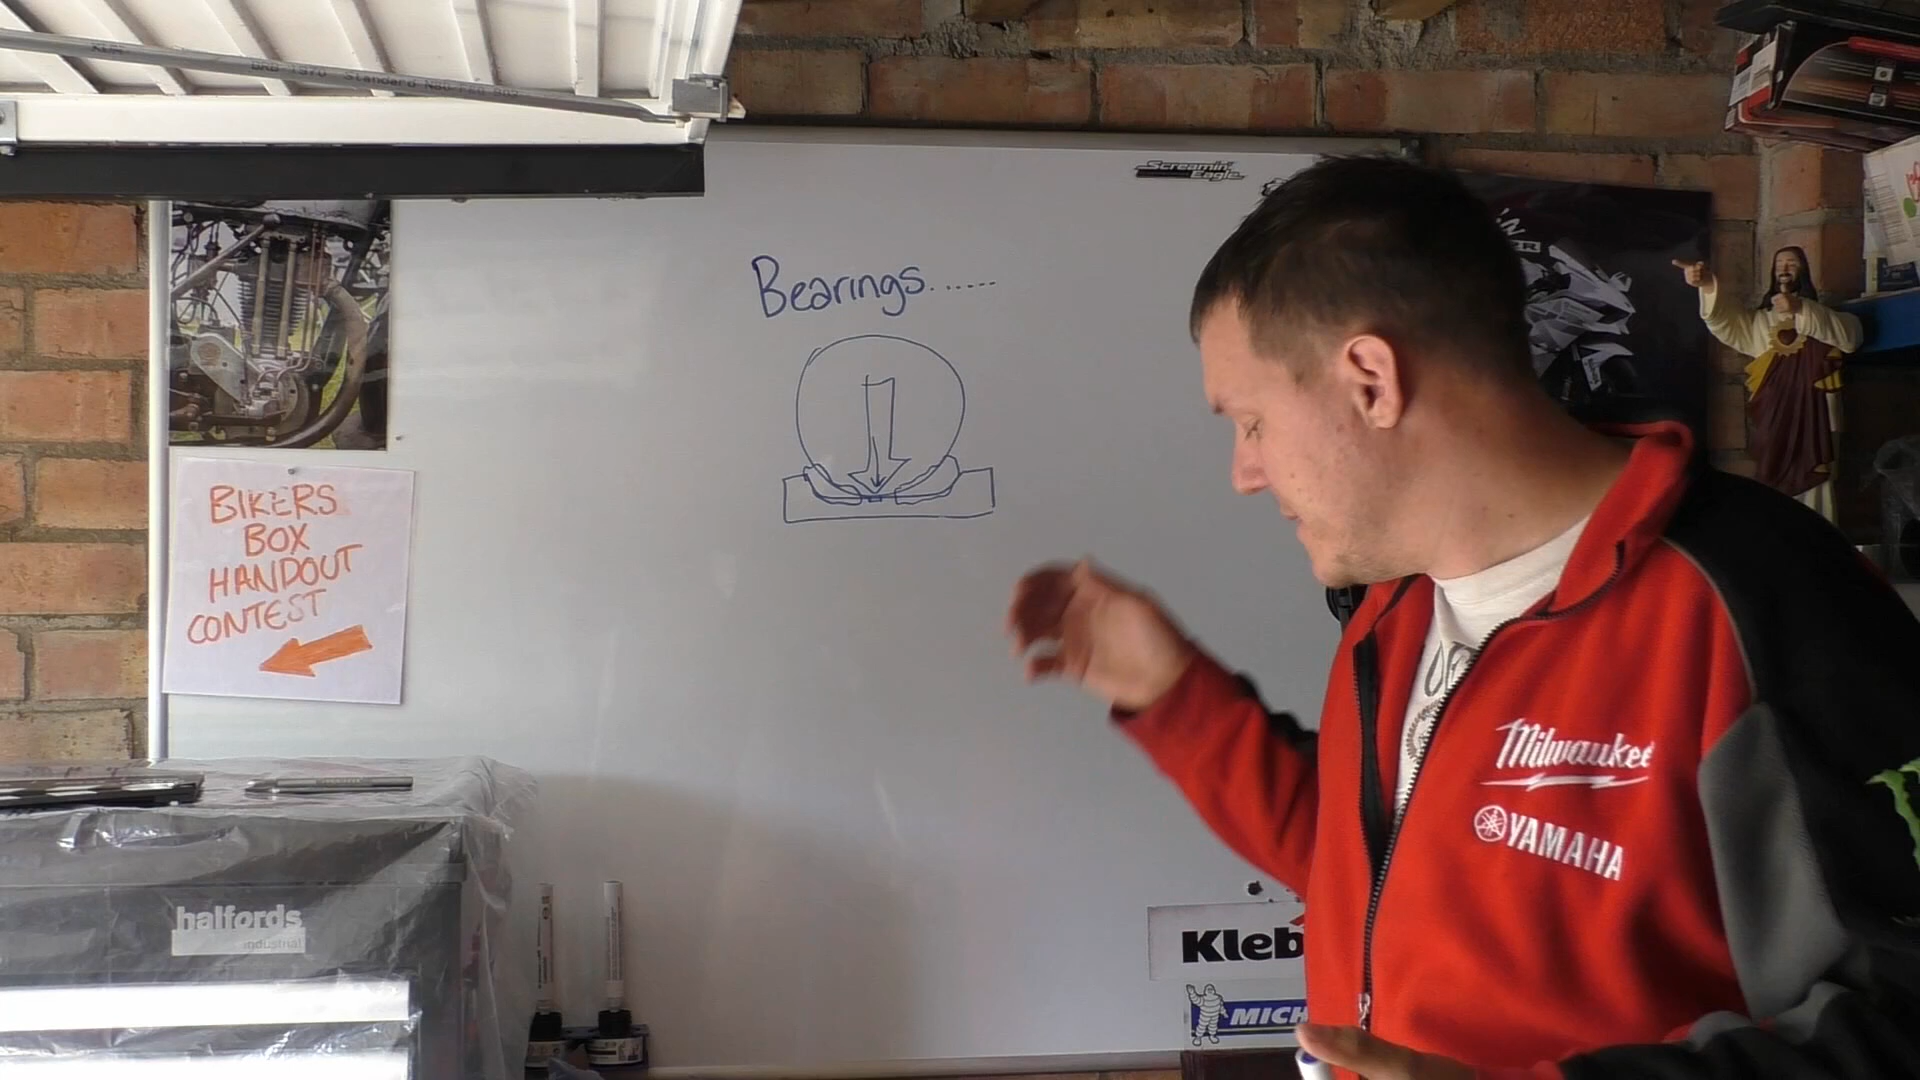 Screamin'
Eagle
Bearings......
BIKERS
BOX
HANDOUT
CONTEST
Milwaukee
YAMAHA
halfords
industrial
Kleb
MICH